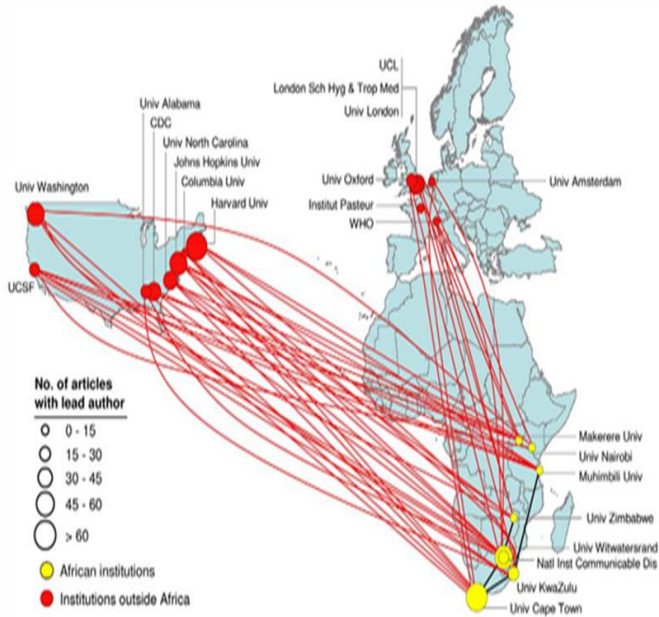 UCL
London Sch Hyg & Trop Med
Univ London
Univ Alabama
CDC
Univ North Carolina
Johns Hopkins Univ
Columbia Univ
Harvard Univ
Univ Washington
UCSF
Univ Oxford
Institut Pasteur
WHO
Univ Amsterdam
No. of articles
with lead author
0 - 15
15 - 30
30 - 45
45 - 60
> 60
African institutions
Institutions outside Africa
Makerere Univ
Univ Nairobi
Muhimbili Univ
Univ Zimbabwe
Univ Witwatersrand
Natl Inst Communicable Dis
Univ KwaZulu
Univ Cape Town